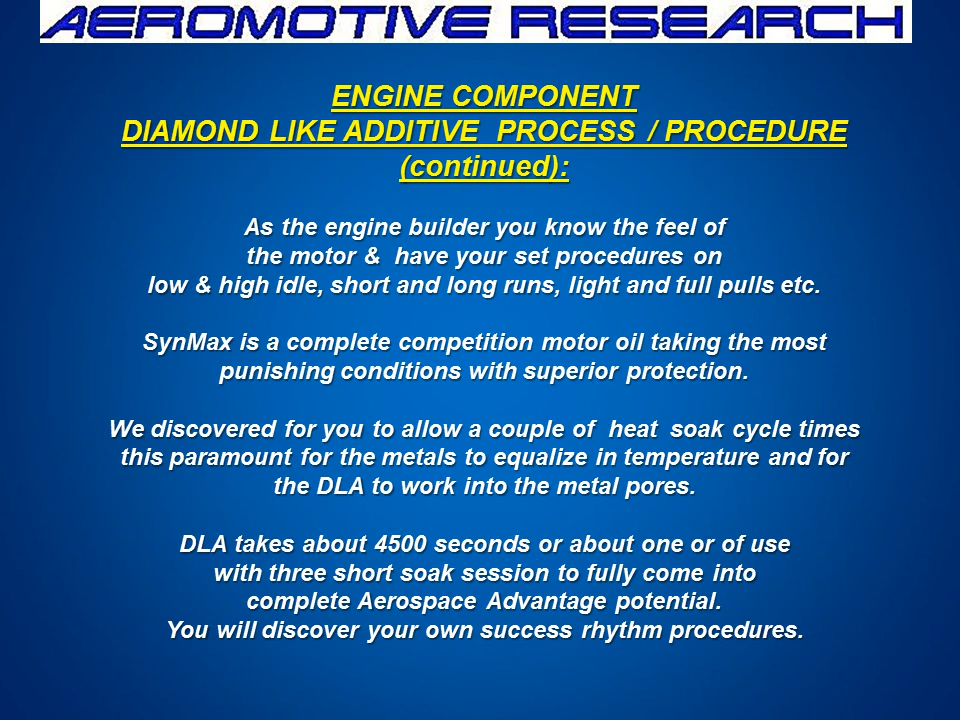 AEROMOTIVE RESEARCH
ENGINE COMPONENT
DIAMOND LIKE ADDITIVE PROCESS / PROCEDURE
(continued):
As the engine builder you know the feel of
the motor & have your set procedures on
low & high idle, short and long runs, light and full pulls etc.
SynMax is a complete competition motor oil taking the most
punishing conditions with superior protection.
We discovered for you to allow a couple of heat soak cycle times
this paramount for the metals to equalize in temperature and for
the DLA to work into the metal pores.
DLA takes about 4500 seconds or about one or of use
with three short soak session to fully come into
complete Aerospace Advantage potential.
You will discover your own success rhythm procedures.